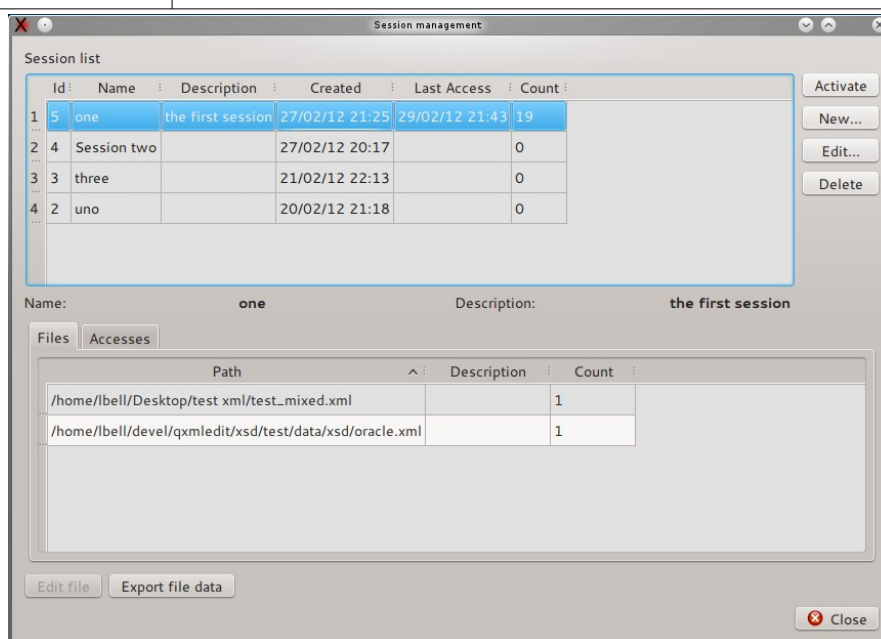 Session management
Session list
Id Name Description Created Last Access Count
1 5 one the first session 27/02/12 21:25 29/02/12 21:43 19
2 4 Session two 27/02/12 20:17 0
3 3 three 21/02/12 22:13 0
4 2 uno 20/02/12 21:18 0
Activate
New...
Edit...
Delete
Name: one Description: the first session
Files Accesses
Path Description Count
/home/lbell/Desktop/test xml/test_mixed.xml 1
/home/lbell/devel/qxmledit/xsd/test/data/xsd/oracle.xml 1
Edit file Export file data
Close